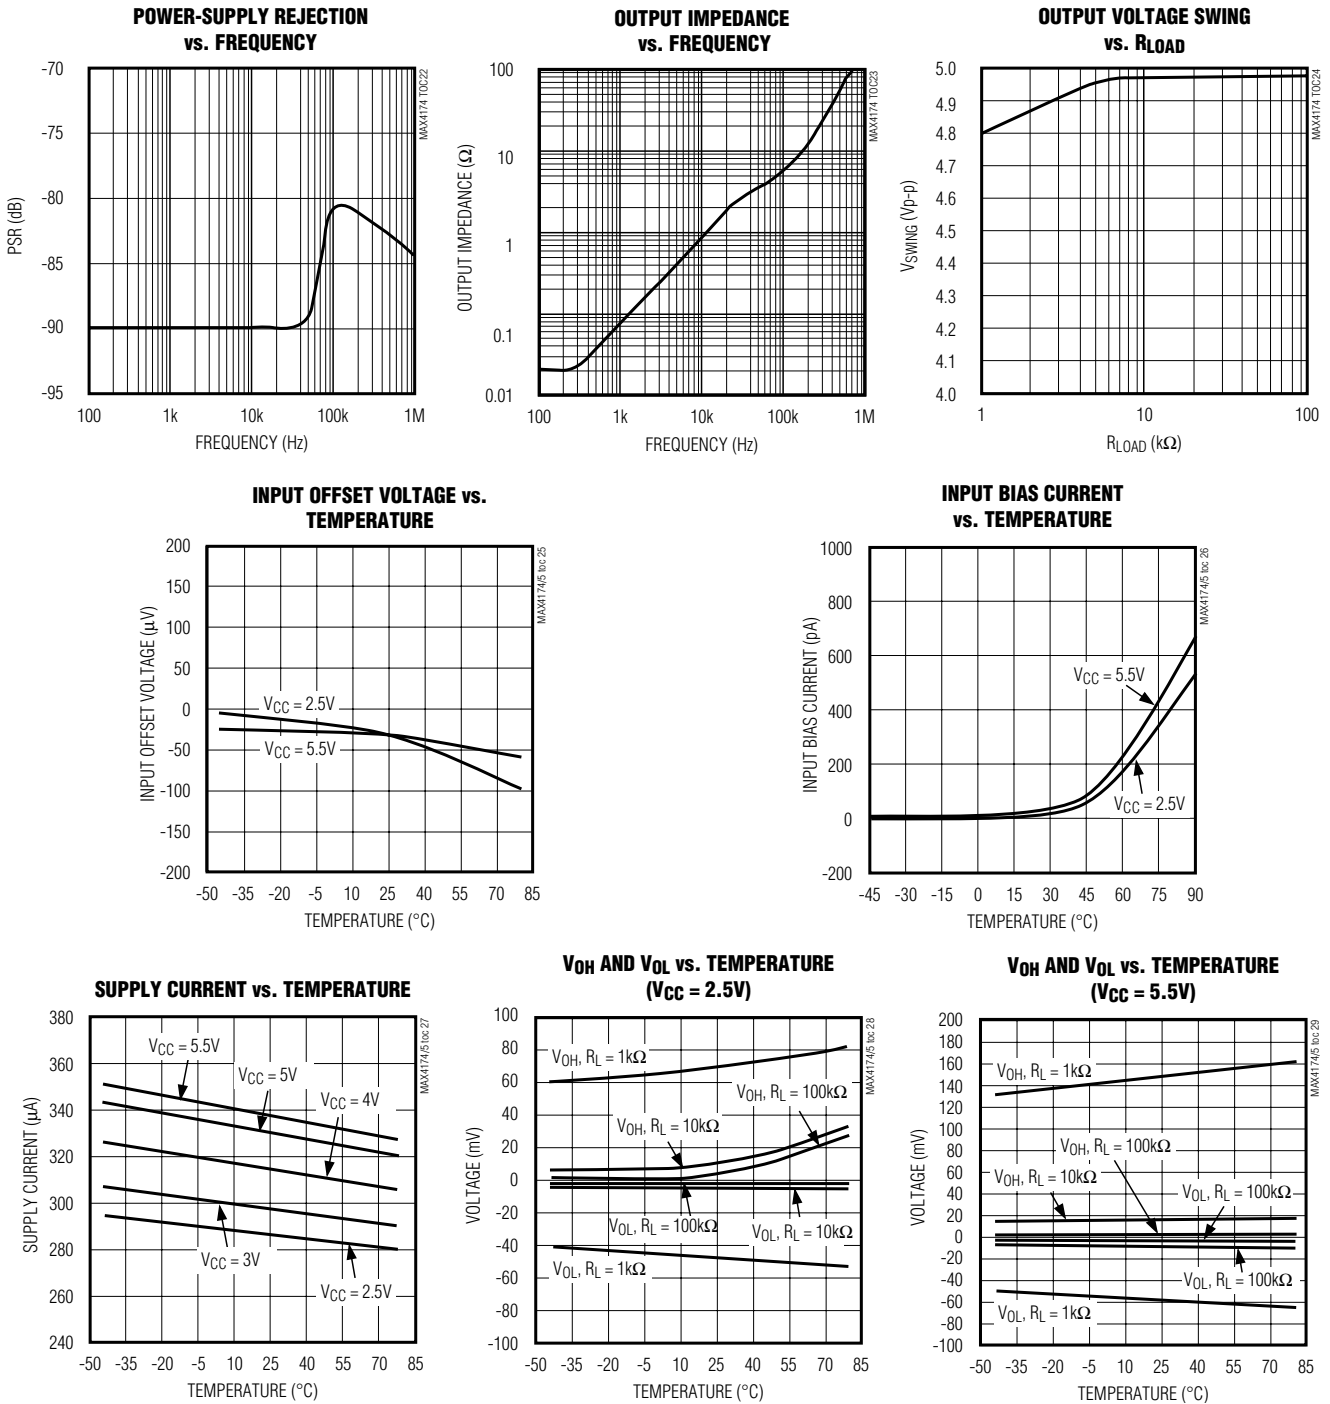 POWER-SUPPLY REJECTION
vs. FREQUENCY
-70
-75
-80
-85
-90
-95
PSR (dB)
100
1k
10k
100k
1M
FREQUENCY (Hz)
MAX4174 TOC22
OUTPUT IMPEDANCE
vs. FREQUENCY
100
10
1
0.1
0.01
OUTPUT IMPEDANCE (Ω)
100
1k
10k
100k
1M
FREQUENCY (Hz)
MAX4174 TOC23
OUTPUT VOLTAGE SWING
vs. RLOAD
5.0
4.9
4.8
4.7
4.6
4.5
4.4
4.3
4.2
4.1
4.0
VSWING (Vp-p)
1
10
100
RLOAD (kΩ)
MAX4174 TOC24
INPUT OFFSET VOLTAGE vs.
TEMPERATURE
200
150
100
50
0
-50
-100
-150
-200
INPUT OFFSET VOLTAGE (μV)
VCC = 2.5V
VCC = 5.5V
-50 -35 -20 -5 10 25 40 55 70 85
TEMPERATURE (°C)
MAX4174/5 toc 25
INPUT BIAS CURRENT
vs. TEMPERATURE
1000
800
600
400
200
0
-200
INPUT BIAS CURRENT (pA)
VCC = 5.5V
VCC = 2.5V
-45 -30 -15 0 15 30 45 60 75 90
TEMPERATURE (°C)
MAX4174/5 toc 26
SUPPLY CURRENT vs. TEMPERATURE
380
360
340
320
300
280
260
240
SUPPLY CURRENT (μA)
VCC = 5.5V
VCC = 5V
VCC = 4V
VCC = 3V
VCC = 2.5V
-50 -35 -5 10 25 55 70 85
TEMPERATURE (°C)
MAX4174/5 toc 27
VOH AND VOL vs. TEMPERATURE
(VCC = 2.5V)
100
80
60
40
20
0
-20
-40
-60
-80
-100
VOLTAGE (mV)
VOH, RL = 1kΩ
VOH, RL = 100kΩ
VOH, RL = 10kΩ
VOL, RL = 100kΩ
VOL, RL = 10kΩ
VOL, RL = 1kΩ
-50 -35 -5 10 25 50 70 85
TEMPERATURE (°C)
MAX4174/5 toc 28
VOH AND VOL vs. TEMPERATURE
(VCC = 5.5V)
200
180
160
140
120
100
80
60
40
20
0
-20
-40
-60
-80
-100
VOLTAGE (mV)
VOH, RL = 1kΩ
VOH, RL = 100kΩ
VOH, RL = 10kΩ
VOL, RL = 100kΩ
VOL, RL = 100kΩ
VOL, RL = 1kΩ
-50 -35 -5 10 25 45 70 85
TEMPERATURE (°C)
MAX4174/5 toc 29